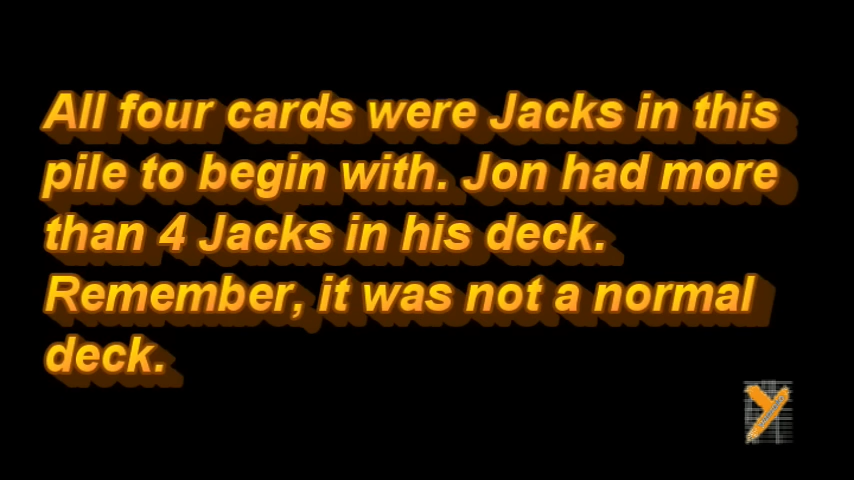 All four cards were Jacks in this
pile to begin with. Jon had more
than 4 Jacks in his deck.
Remember, it was not a normal
deck.